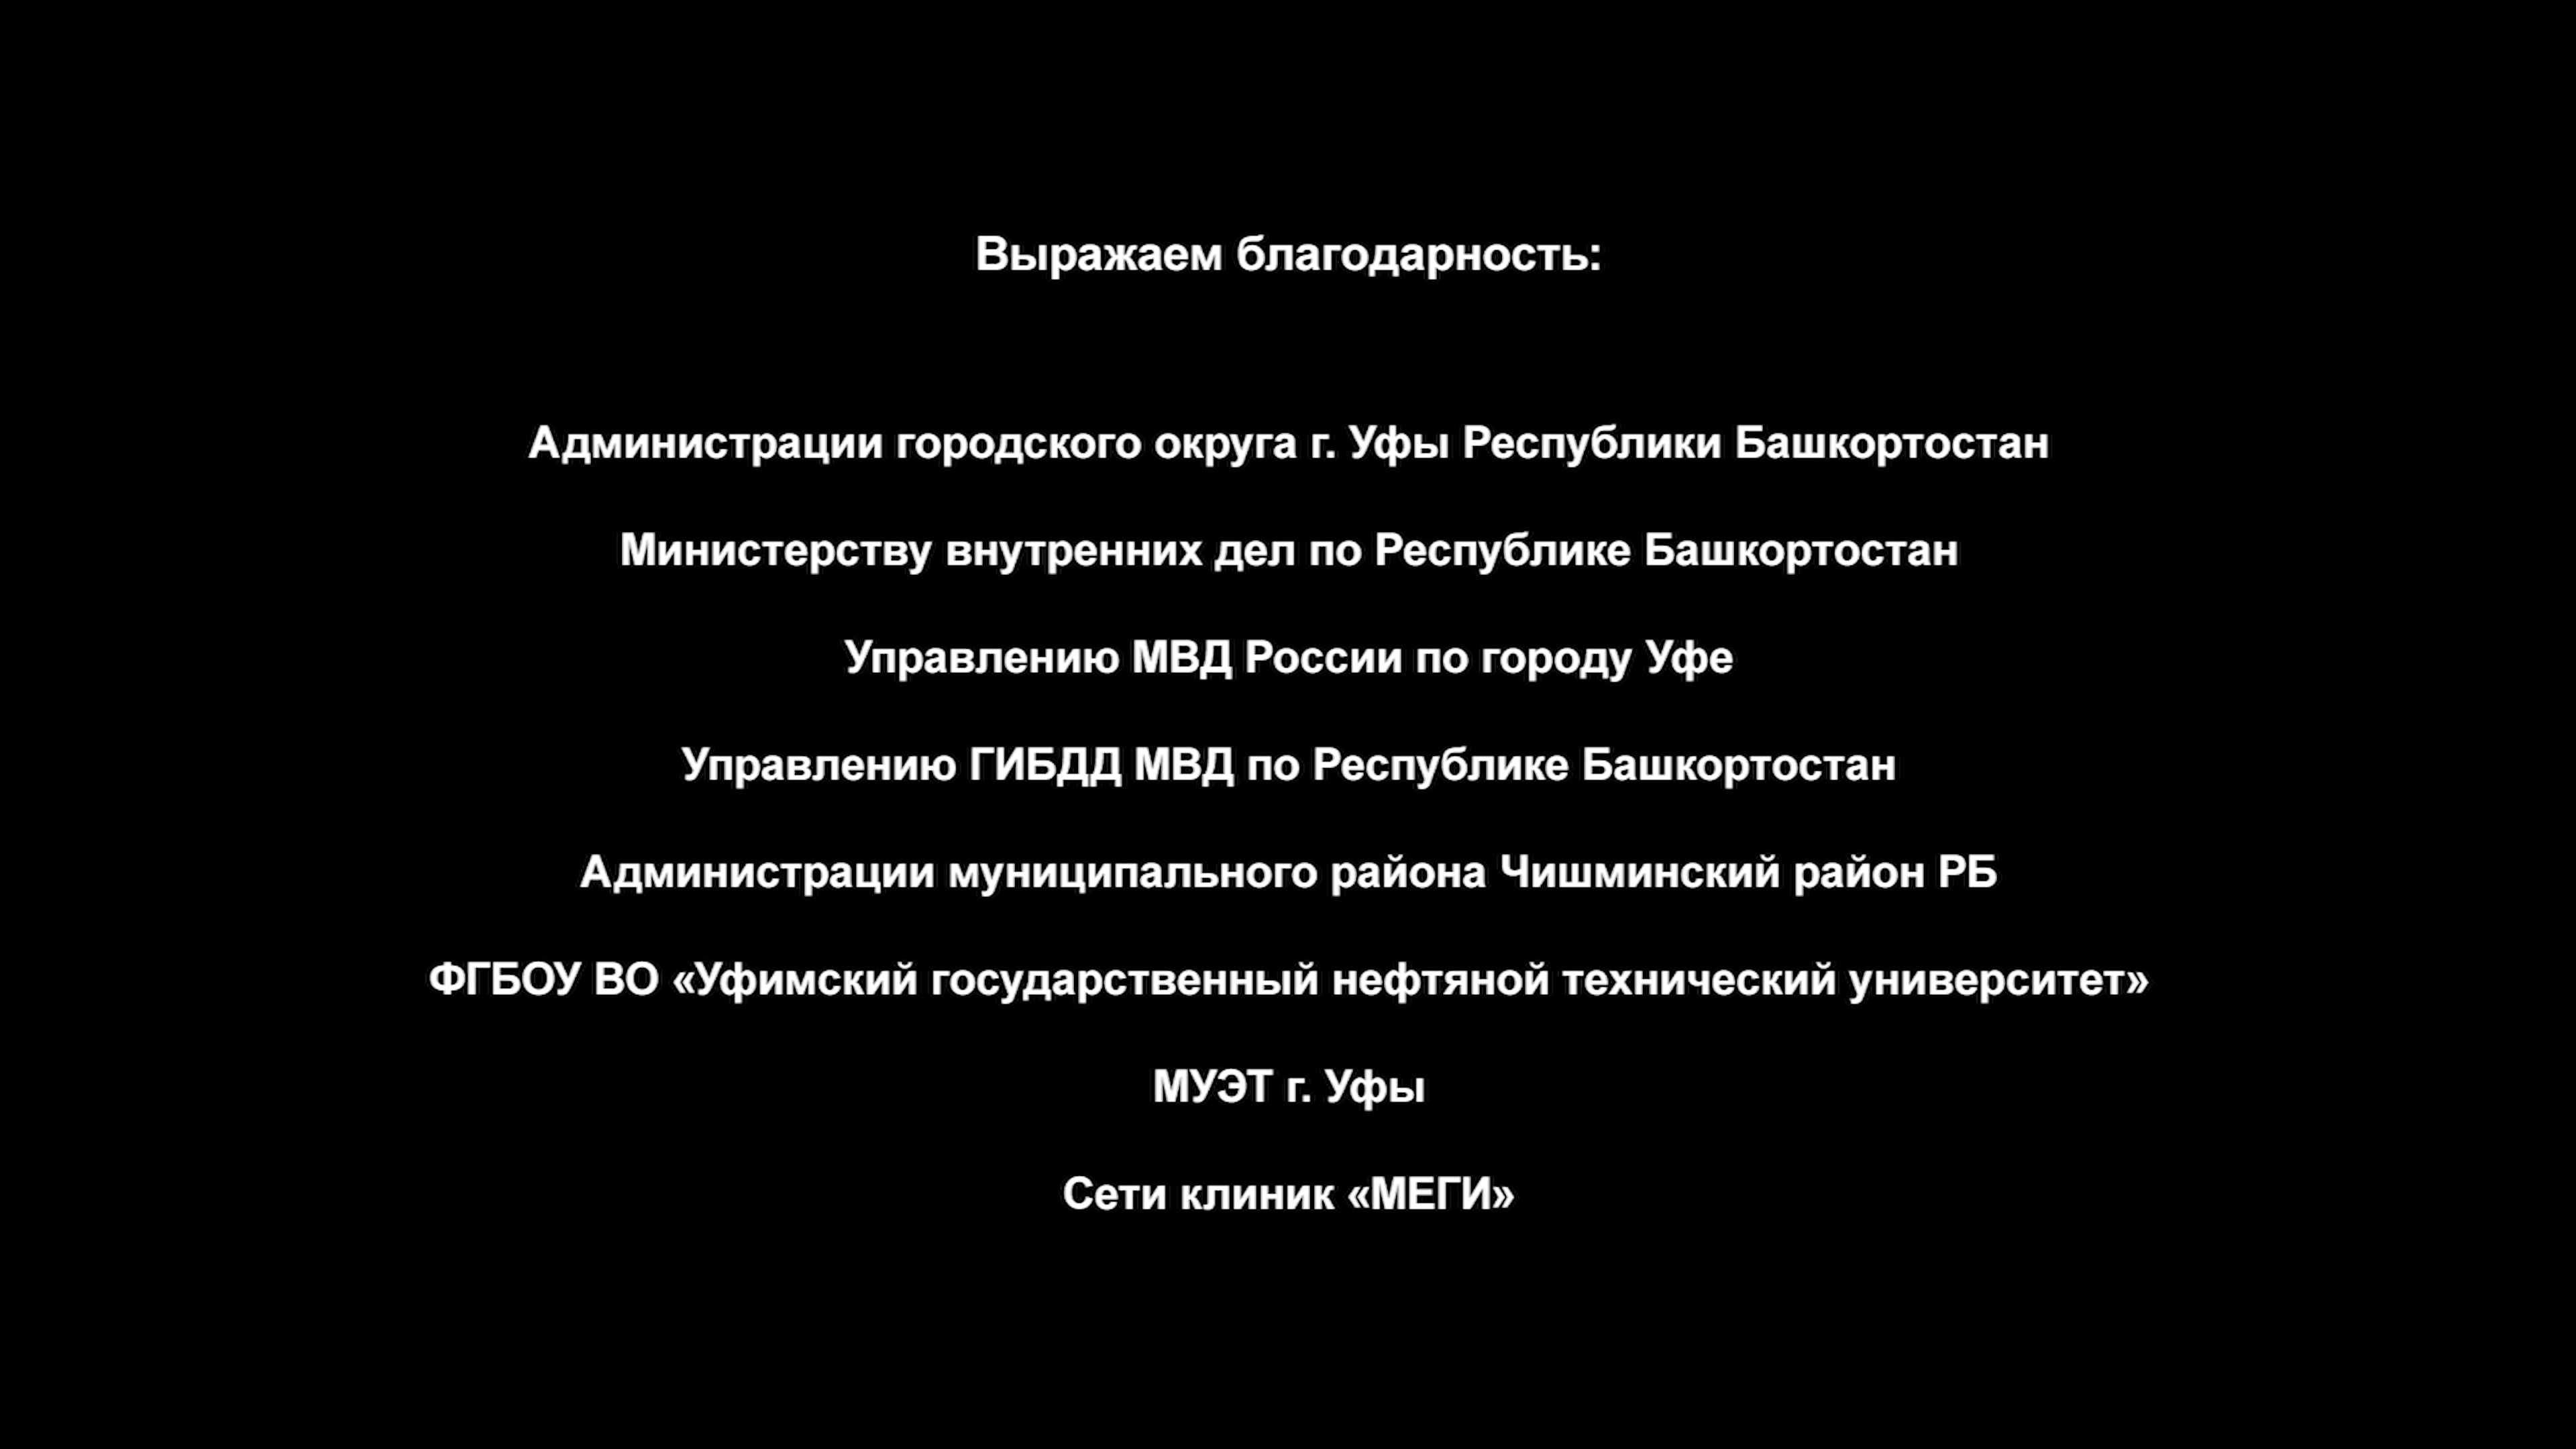 Выражаем благодарность:
Администрации городского округа г. Уфы Республики Башкортостан
Министерству внутренних дел по Республике Башкортостан
Управлению МВД России по городу Уфе
Управлению ГИБДД МВД по Республике Башкортостан
Администрации муниципального района Чишминский район РБ
ФГБОУ ВО «Уфимский государственный нефтяной технический университет»
МУЭТ г. Уфы
Сети клиник «МЕГИ»